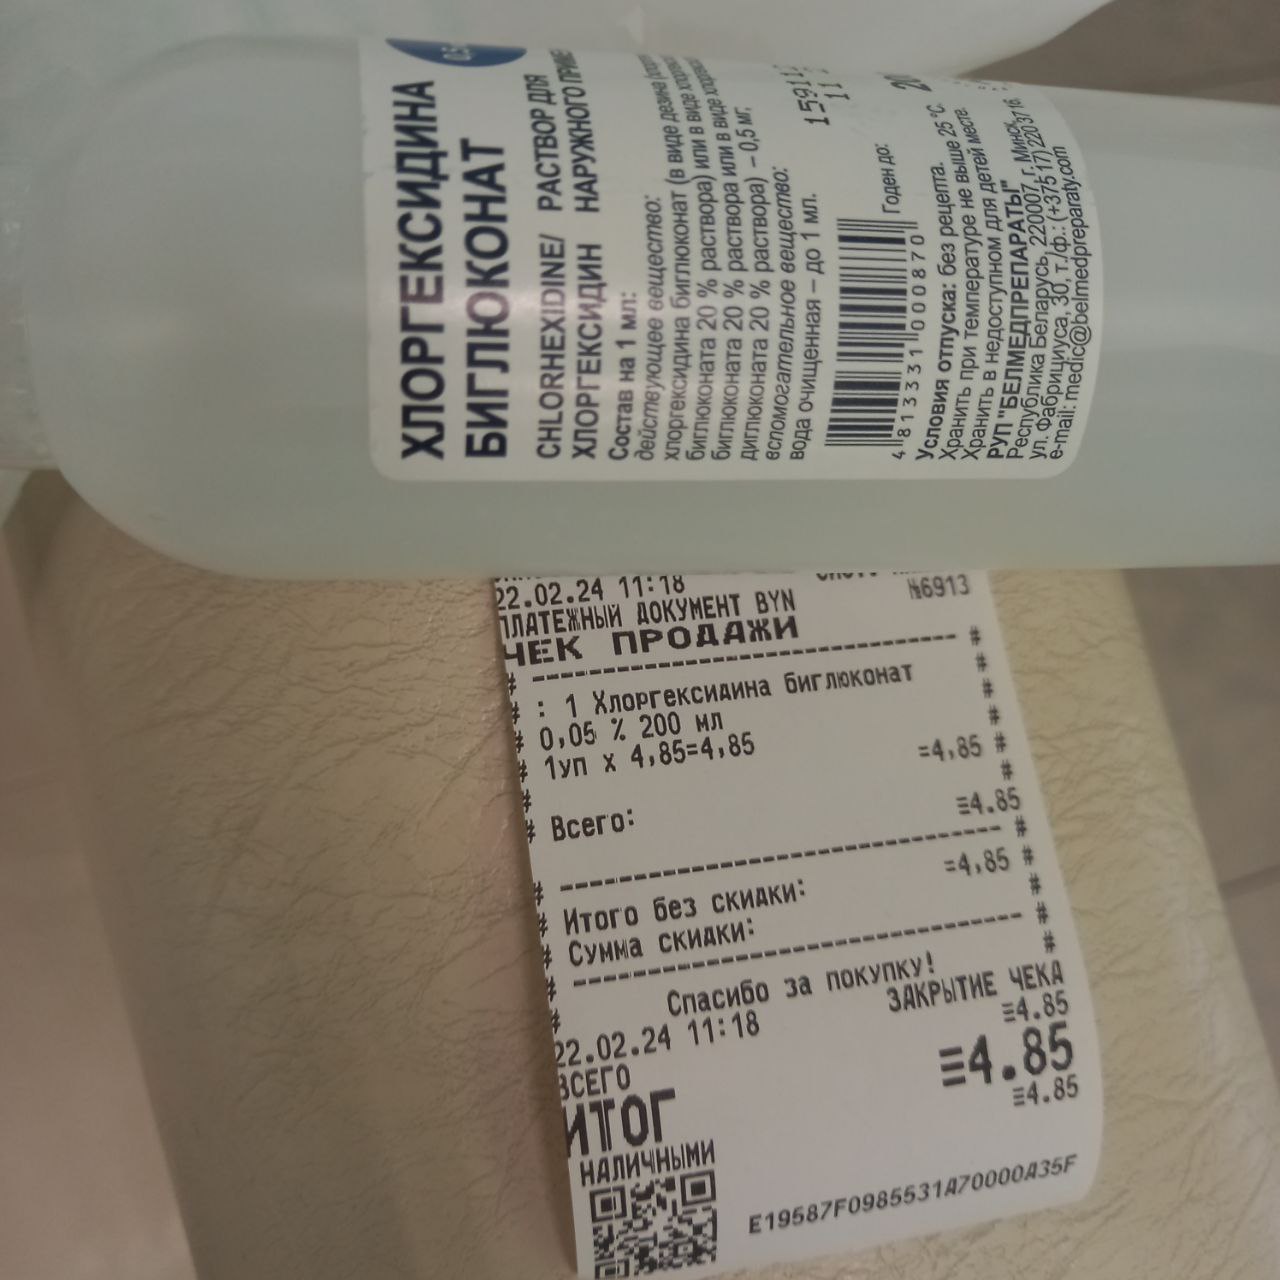 ХЛОРГЕКСИДИНА
БИГЛЮКОНАТ
CHLORHEXIDINE/ РАСТВОР ДЛЯ
ХЛОРГЕКСИДИН НАРУЖНОГО
Состав на 1 мл:
действующее вещество:
хлоргексидина биглюконат (в виде дезина
биглюконата 20 % раствора) или в виде
биглюконата 20 % раствора или в виде
диглюконата 20 % раствора) – 0,5 мг;
вспомогательное вещество:
вода очищенная – до 1 мл.
Годен до:
4 813331 000870
Условия отпуска: без рецепта.
Хранить при температуре не выше 25 °C.
Хранить в недоступном для детей месте.
РУП "БЕЛМЕДПРЕПАРАТЫ"
Республика Беларусь, 220007, г. Минск,
ул. Фабрициуса, 30, т./ф.: (+375 17) 220 37 16,
e-mail: medic@belmedpreparaty.com
22.02.24 11:18 №6913
ПЛАТЕЖНЫЙ ДОКУМЕНТ BYN
ЧЕК ПРОДАЖИ
# ------------------------------ #
# : 1 Хлоргексидина биглюконат #
# 0,05 % 200 мл #
# 1уп x 4,85=4,85 =4,85 #
# Всего: ≡4.85
# ------------------------------ #
# Итого без скидки: =4,85 #
# Сумма скидки: #
# ------------------------------ #
# Спасибо за покупку!
22.02.24 11:18 ЗАКРЫТИЕ ЧЕКА
ВСЕГО ≡4.85
ИТОГ ≡4.85
НАЛИЧНЫМИ ≡4.85
E19587F0985531A70000A35F